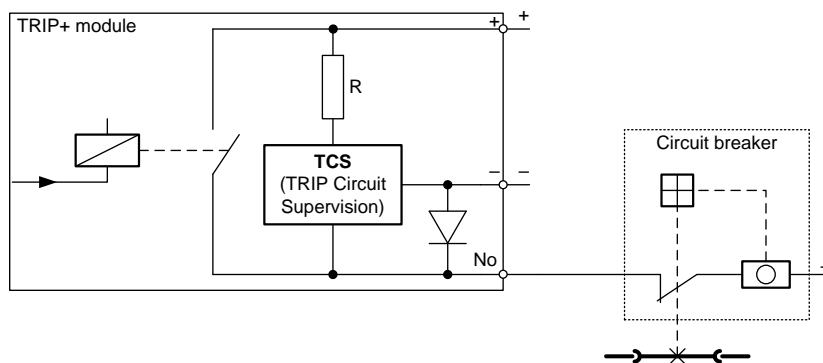 TRIP+ module
+ +
R
TCS
(TRIP Circuit
Supervision)
– –
No
Circuit breaker
–